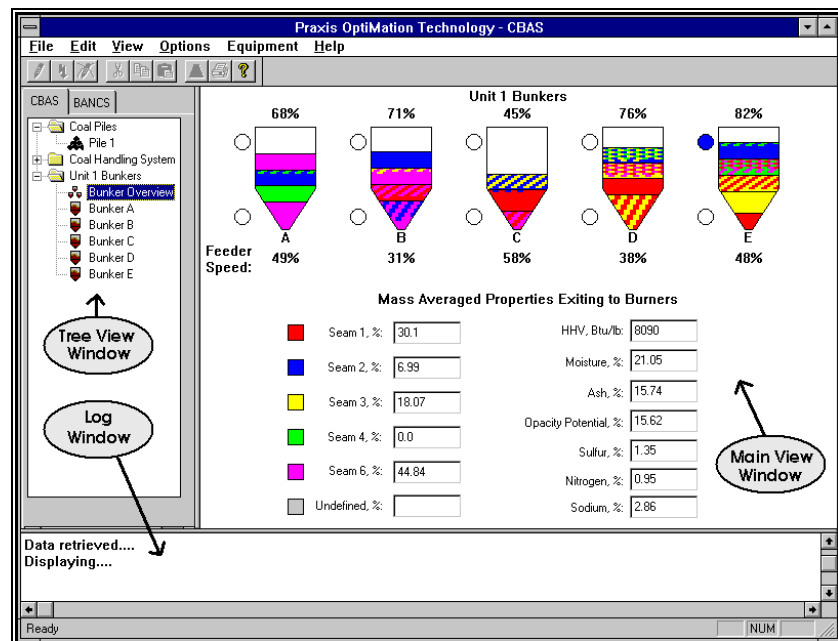 Praxis OptiMation Technology - CBAS
File Edit View Options Equipment Help
CBAS BANCS
Coal Piles
Pile 1
Coal Handling System
Unit 1 Bunkers
Bunker Overview
Bunker A
Bunker B
Bunker C
Bunker D
Bunker E
Tree View
Window
Log
Window
Unit 1 Bunkers
68% 71% 45% 76% 82%
A B C D E
Feeder
Speed: 49% 31% 58% 38% 48%
Mass Averaged Properties Exiting to Burners
Seam 1, %: 30.1
Seam 2, %: 6.99
Seam 3, %: 18.07
Seam 4, %: 0.0
Seam 6, %: 44.84
Undefined, %:
HHV, Btu/lb: 8090
Moisture, %: 21.05
Ash, %: 15.74
Opacity Potential, %: 15.62
Sulfur, %: 1.35
Nitrogen, %: 0.95
Sodium, %: 2.86
Main View
Window
Data retrieved....
Displaying....
Ready NUM